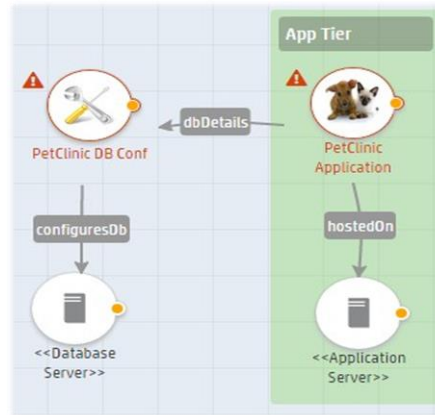 App Tier
dbDetails
PetClinic DB Conf
PetClinic
Application
configuresDb
hostedOn
<<Database
Server>>
<<Application
Server>>